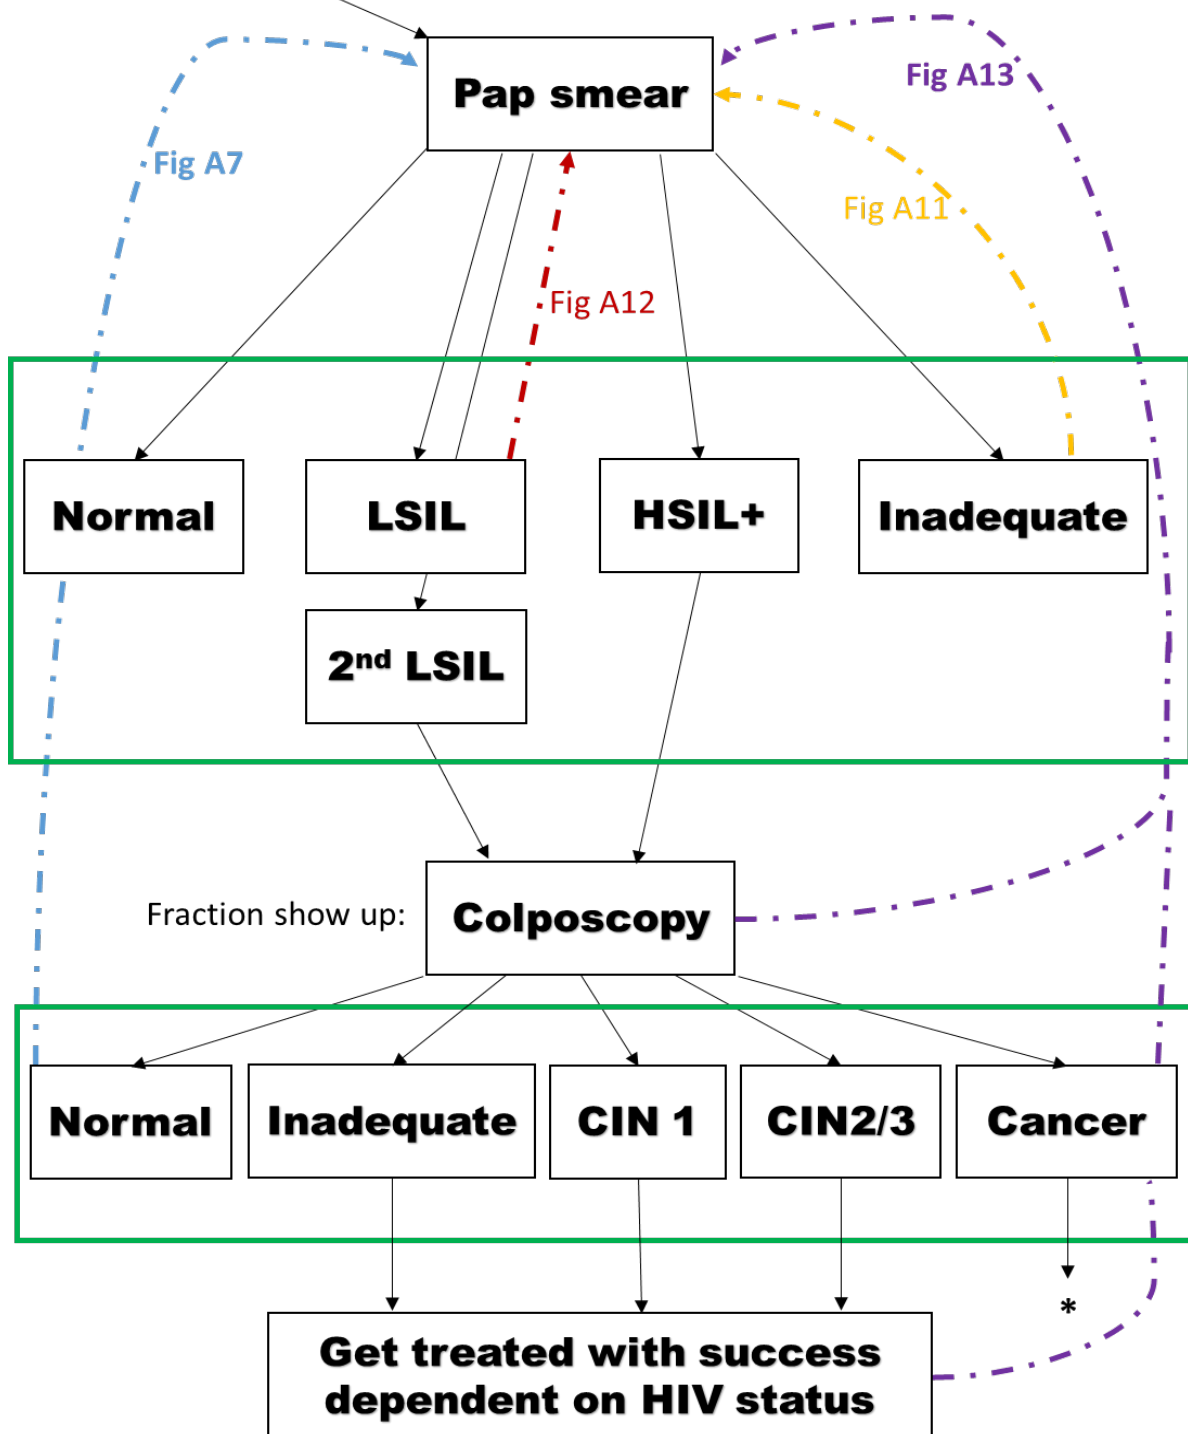 Pap smear
Fig A13
Fig A7
Fig A11
Fig A12
Normal
LSIL
HSIL+
Inadequate
2nd LSIL
Fraction show up:
Colposcopy
Normal
Inadequate
CIN 1
CIN2/3
Cancer
*
Get treated with success
dependent on HIV status